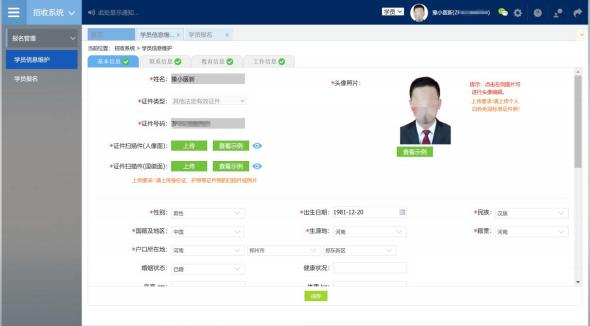 招收系统
此处显示通知...
学员
豫小医新(ZF
报名管理
学员信息维护
学员报名
首页
学员信息维... ×
学员报名 ×
当前位置: 招收系统 > 学员信息维护
基本信息
联系信息
教育信息
工作信息
*姓名: 豫小医新
*头像照片:
提示: 点击左侧图片可
进行头像编辑。
上传要求:请上传个人
白色免冠标准证件照!
*证件类型: 其他法定有效证件
*证件号码:
查看示例
*证件扫描件(人像面): 上传 查看示例
*证件扫描件(国徽面): 上传 查看示例
上传要求:请上传身份证、护照等证件照的扫描件或照片
*性别: 男性
*出生日期: 1981-12-20
*民族: 汉族
*国籍及地区: 中国
*生源地: 河南
*籍贯: 河南
*户口所在地: 河南 郑州市 郑东新区
婚姻状态: 已婚
健康状况:
保存